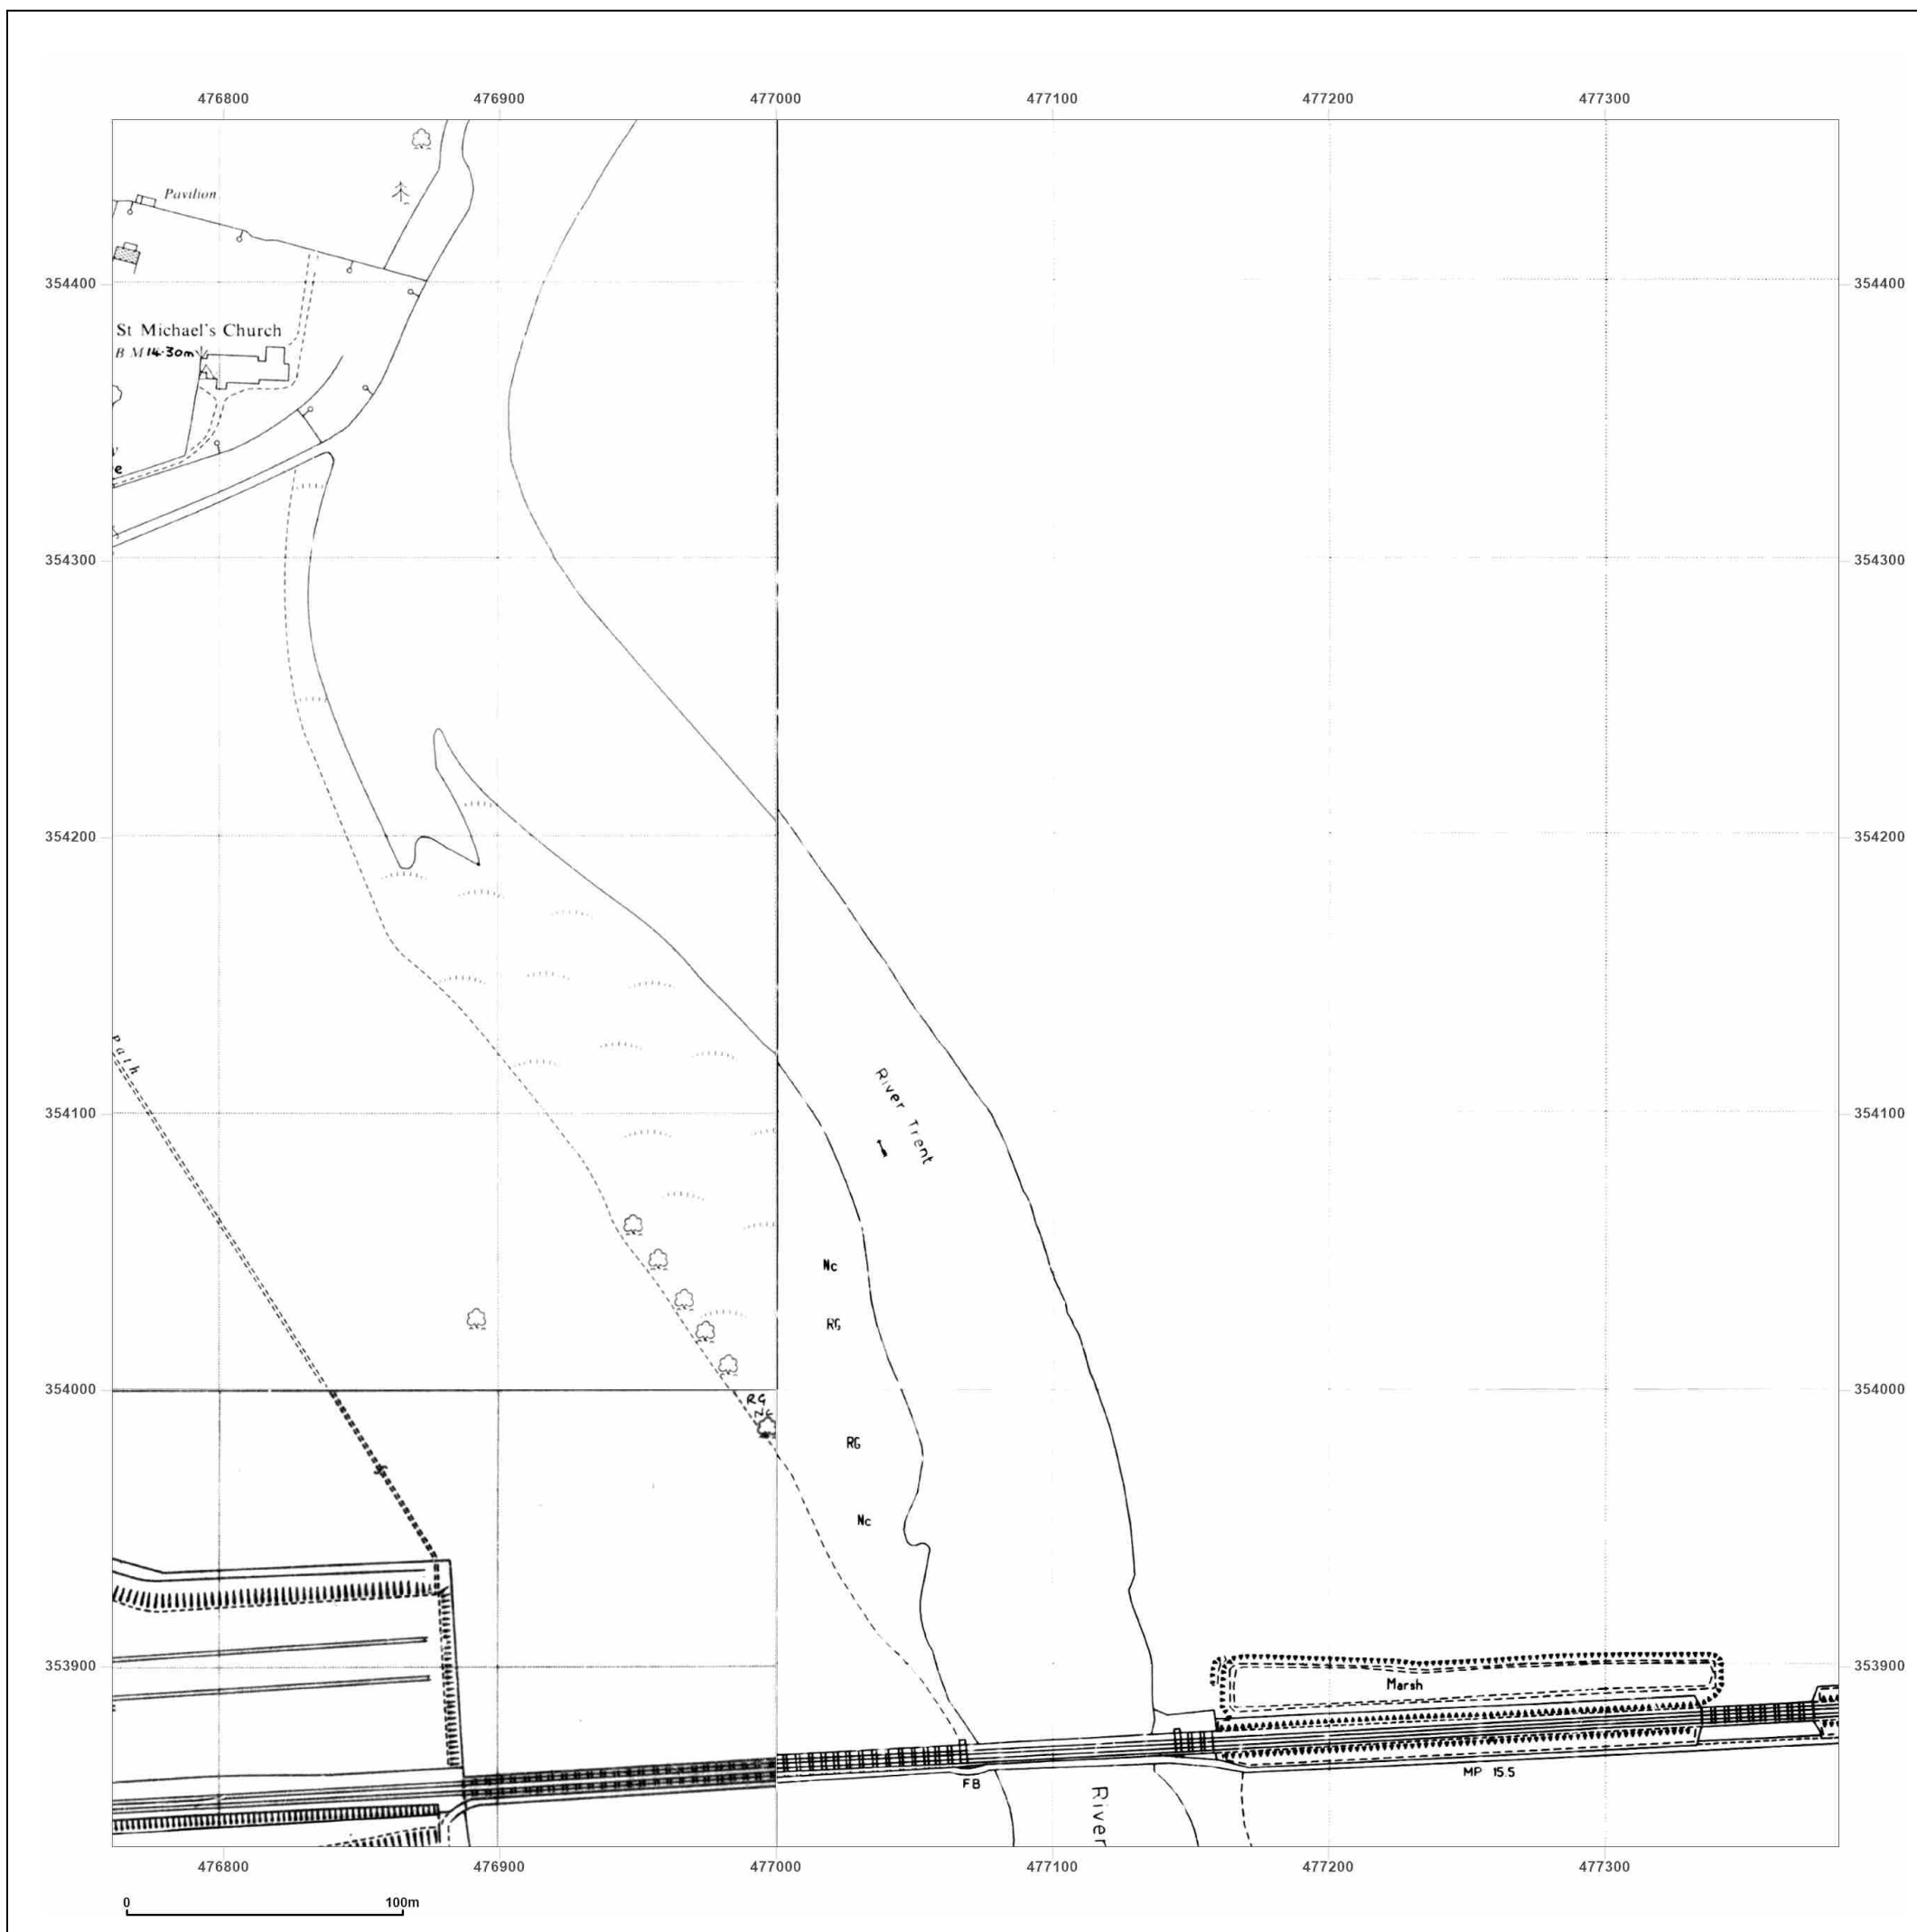 476800 476900 477000 477100 477200 477300
Pavilion
354400 354400
St Michael's Church
B M 14·30m
e
354300 354300
354200 354200
Path
River Trent
354100 354100
Nc
RG
354000 354000
RG
Nc
RG
Nc
353900 353900
Marsh
MP 15.5
FB
River
476800 476900 477000 477100 477200 477300
0 100m